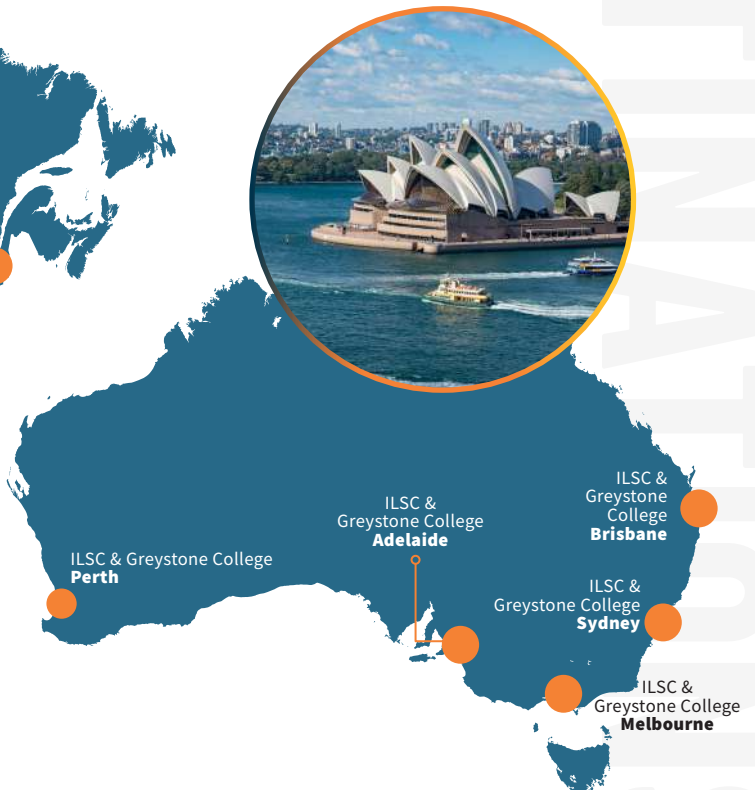 ILSC &
Greystone
College
Brisbane
ILSC &
Greystone College
Adelaide
ILSC & Greystone College
Perth
ILSC &
Greystone College
Sydney
ILSC &
Greystone College
Melbourne